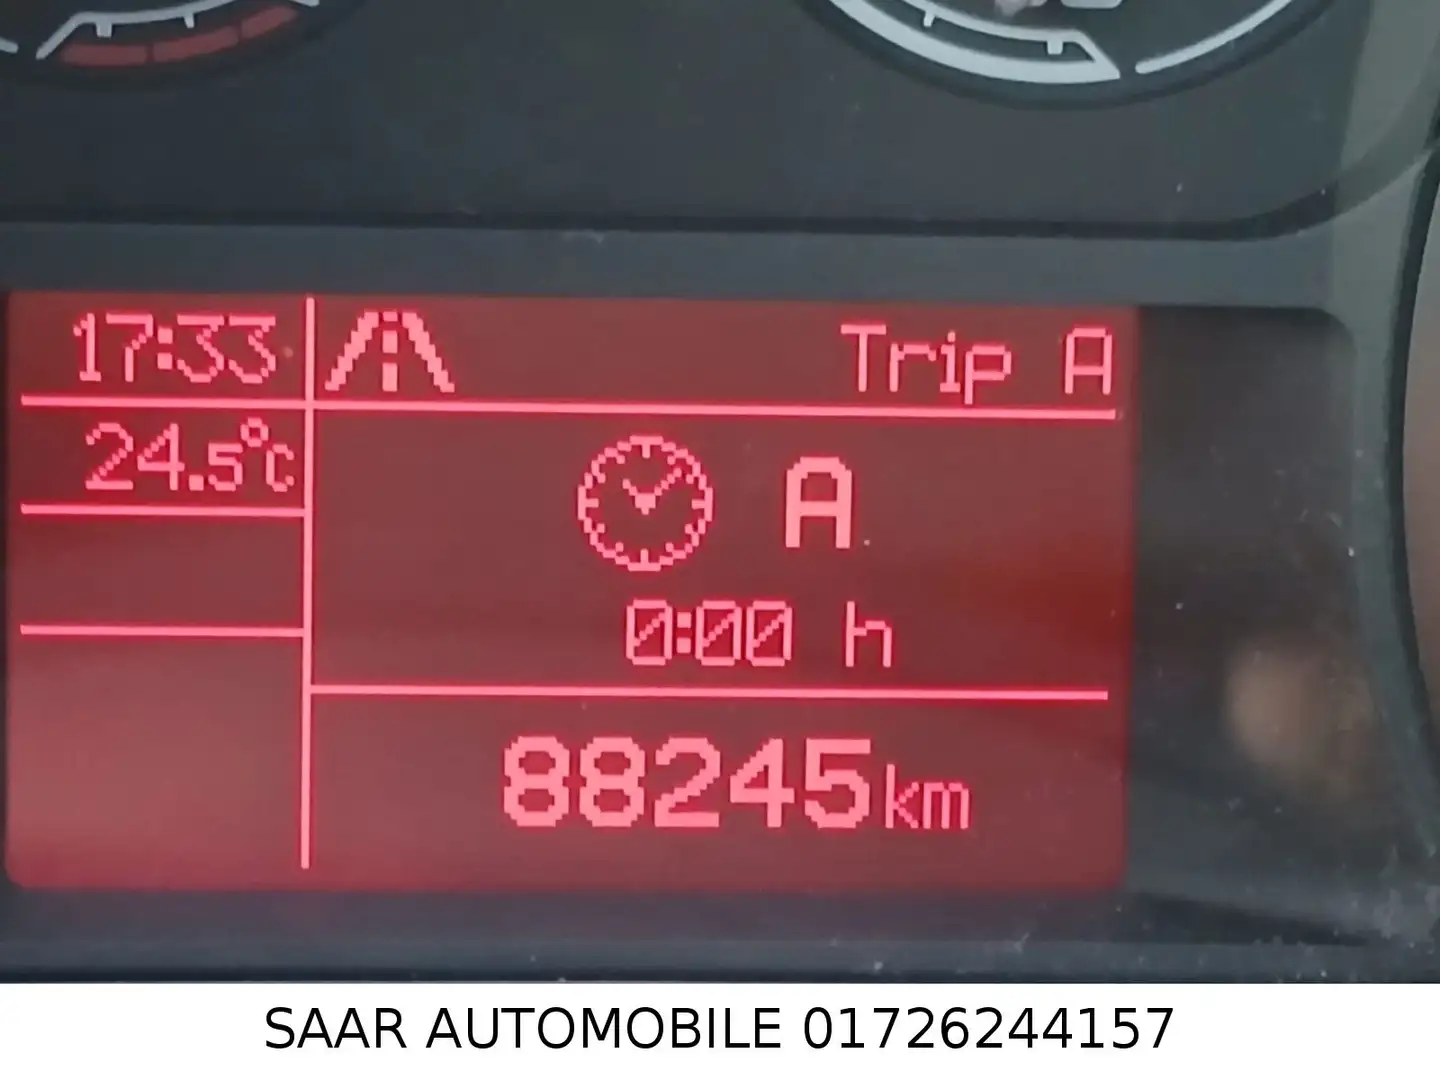 17:33
Trip A
24.5°C
A
0:00 h
88245km
SAAR AUTOMOBILE 01726244157